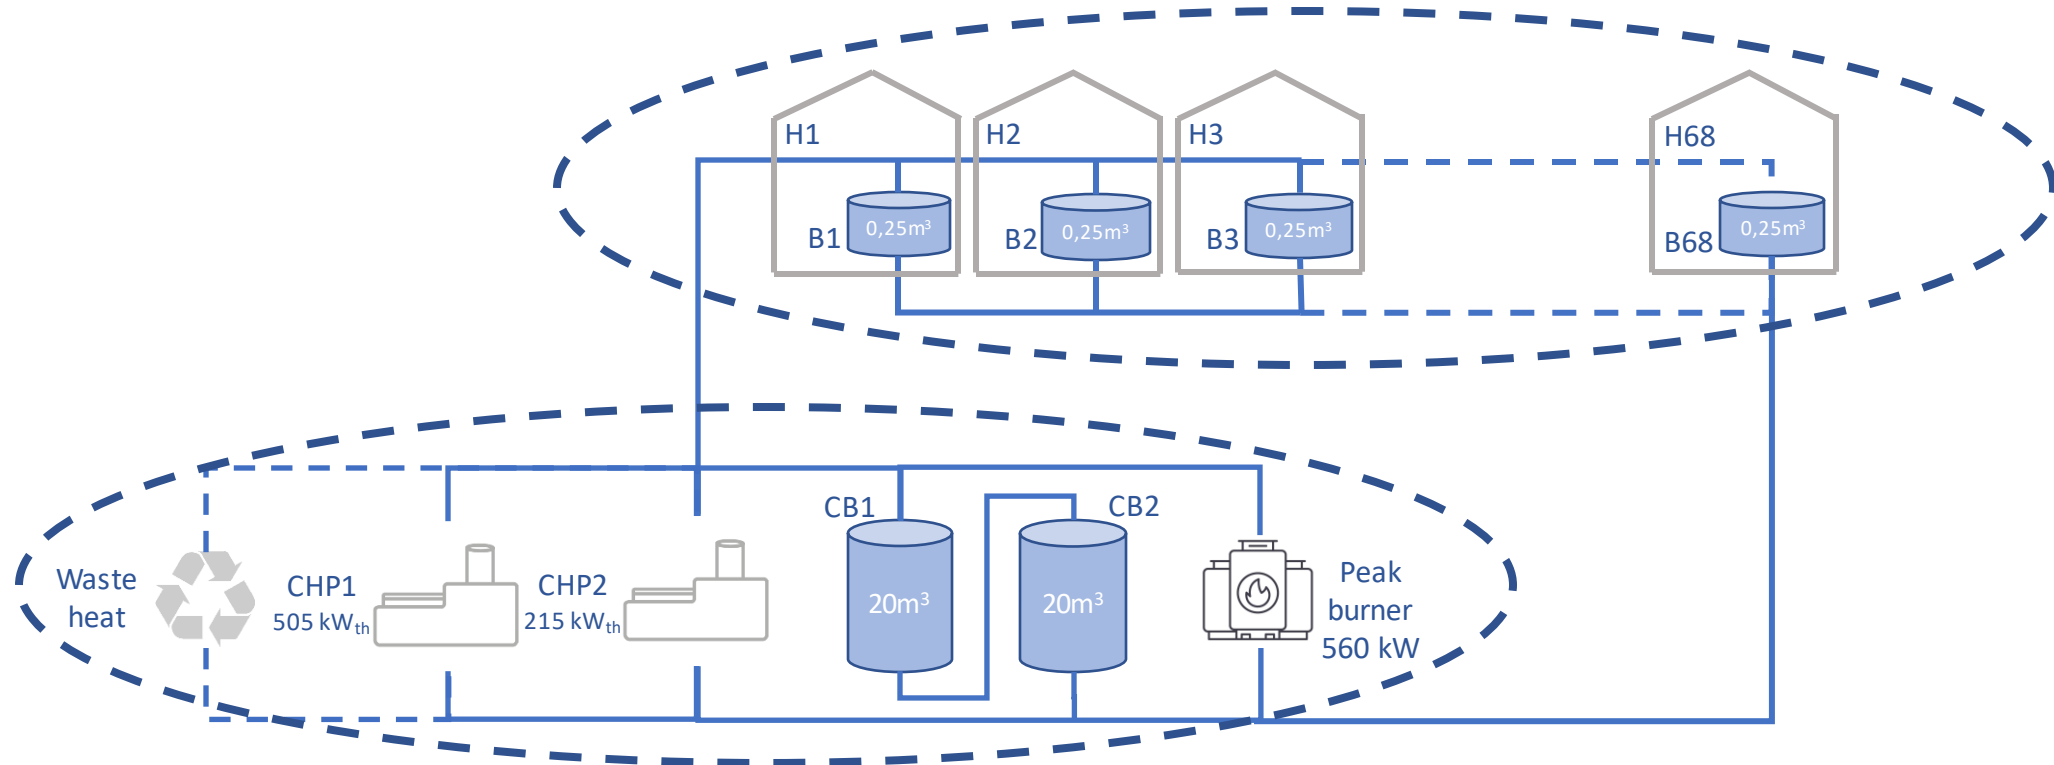 H1
H2
H3
H68
B1
0,25m³
B2
0,25m³
B3
0,25m³
B68
0,25m³
CB1
CB2
Waste
heat
CHP1
505 kWth
CHP2
215 kWth
20m³
20m³
Peak
burner
560 kW